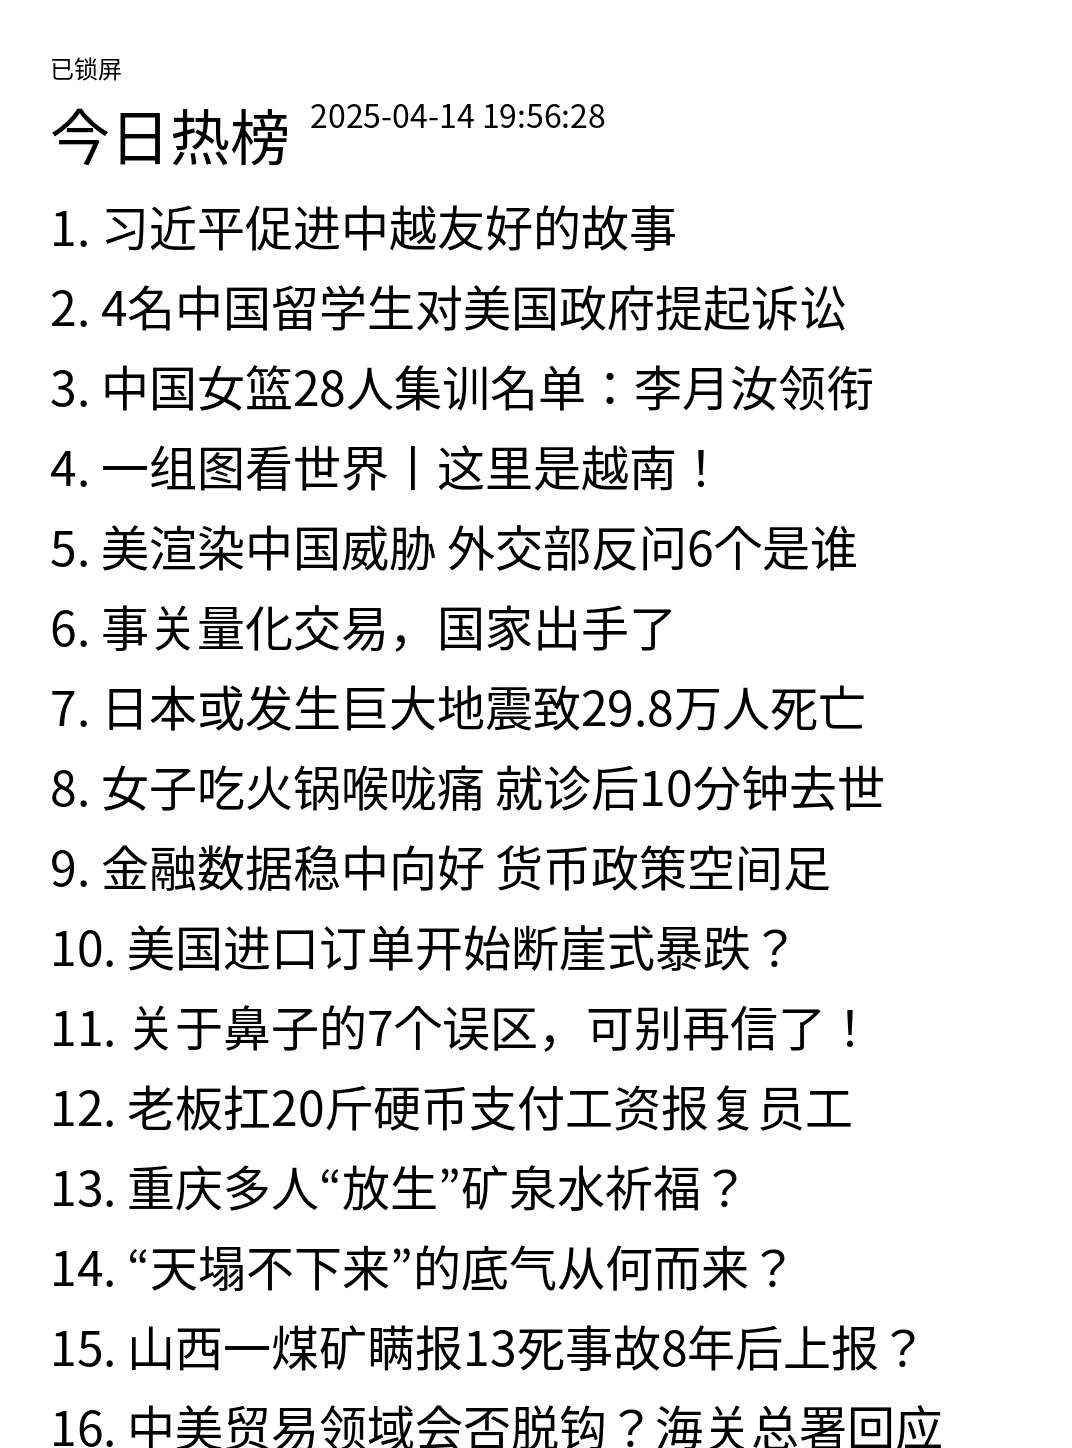 已锁屏
今日热榜 2025-04-14 19:56:28
1. 习近平促进中越友好的故事
2. 4名中国留学生对美国政府提起诉讼
3. 中国女篮28人集训名单：李月汝领衔
4. 一组图看世界丨这里是越南！
5. 美渲染中国威胁 外交部反问6个是谁
6. 事关量化交易，国家出手了
7. 日本或发生巨大地震致29.8万人死亡
8. 女子吃火锅喉咙痛 就诊后10分钟去世
9. 金融数据稳中向好 货币政策空间足
10. 美国进口订单开始断崖式暴跌？
11. 关于鼻子的7个误区，可别再信了！
12. 老板扛20斤硬币支付工资报复员工
13. 重庆多人“放生”矿泉水祈福？
14. “天塌不下来”的底气从何而来？
15. 山西一煤矿瞒报13死事故8年后上报？
16. 中美贸易领域会否脱钩？海关总署回应